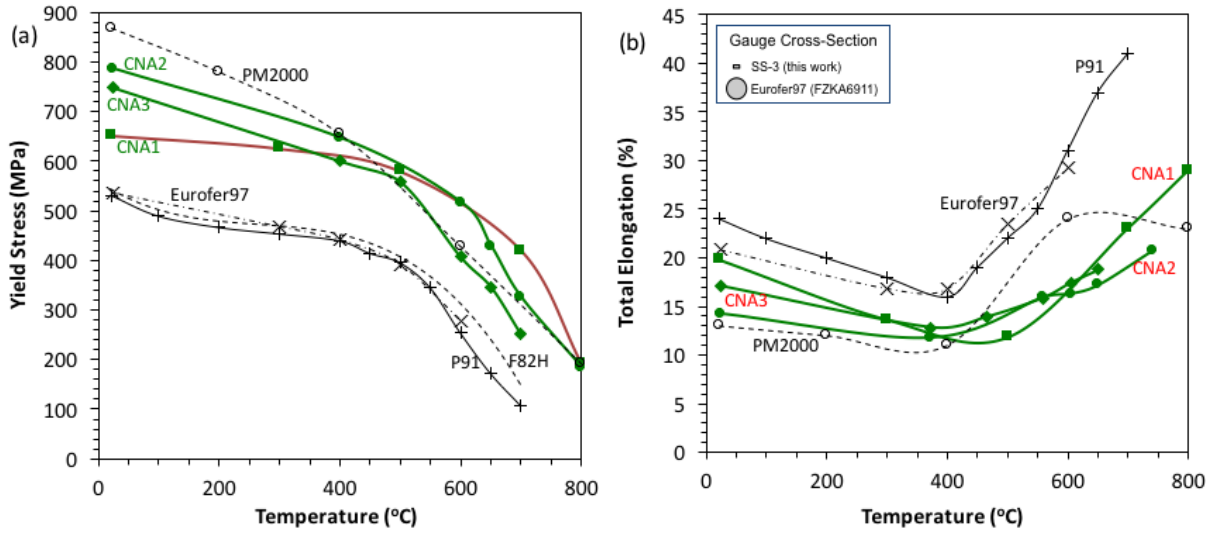 (a)
900
800
700
600
500
400
300
200
100
0
Yield Stress (MPa)
CNA2
CNA3
CNA1
PM2000
Eurofer97
P91
F82H
0
200
400
600
800
Temperature (°C)
(b)
45
40
35
30
25
20
15
10
5
0
Total Elongation (%)
Gauge Cross-Section
SS-3 (this work)
Eurofer97 (FZKA6911)
P91
CNA1
Eurofer97
CNA2
CNA3
PM2000
0
200
400
600
800
Temperature (°C)